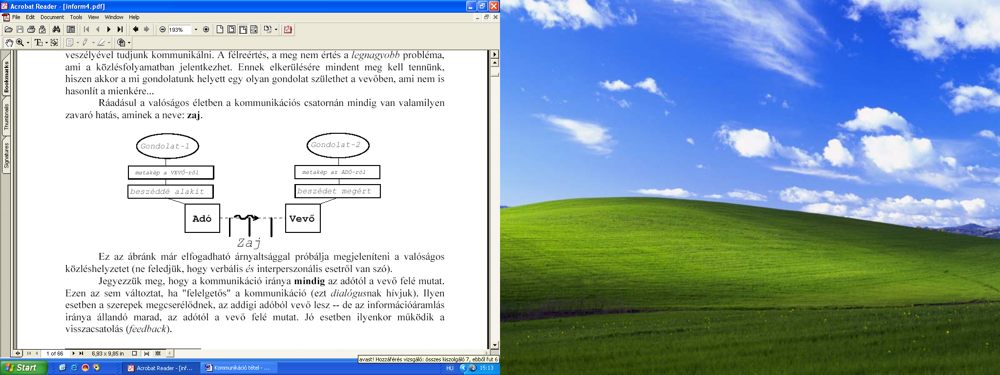 Acrobat Reader - [inform4.pdf]
File Edit Document Tools View Window Help
193%
Bookmarks
Thumbnails
Signatures
veszélyével tudjunk kommunikálni. A félreértés, a meg nem értés a legnagyobb probléma,
ami a közlésfolyamatban jelentkezhet. Ennek elkerülésére mindent meg kell tennünk,
hiszen akkor a mi gondolatunk helyett egy olyan gondolat születhet a vevőben, ami nem is
hasonlít a mienkére...
Ráadásul a valóságos életben a kommunikációs csatornán mindig van valamilyen
zavaró hatás, aminek a neve: zaj.
Gondolat-1 Gondolat-2
metakép a VEVŐ-ről metakép az ADÓ-ról
beszéddé alakít beszédet megért
Adó Vevő
Zaj
Ez az ábránk már elfogadható árnyaltsággal próbálja megjeleníteni a valóságos
közléshelyzetet (ne feledjük, hogy verbális és interperszonális esetről van szó).
Jegyezzük meg, hogy a kommunikáció iránya mindig az adótól a vevő felé mutat.
Ezen az sem változtat, ha "felelgetős" a kommunikáció (ezt dialógusnak hívjuk). Ilyen
esetben a szerepek megcserélődnek, az addigi adóból vevő lesz -- de az információáramlás
iránya állandó marad, az adótól a vevő felé mutat. Jó esetben ilyenkor működik a
visszacsatolás (feedback).
1 of 66 6,93 x 9,85 in
avast! Hozzáférés vizsgáló: összes kiszolgáló 7, ebből fut 6
Start Acrobat Reader - [inf... Kommunikáció tétel - ... HU 15:13